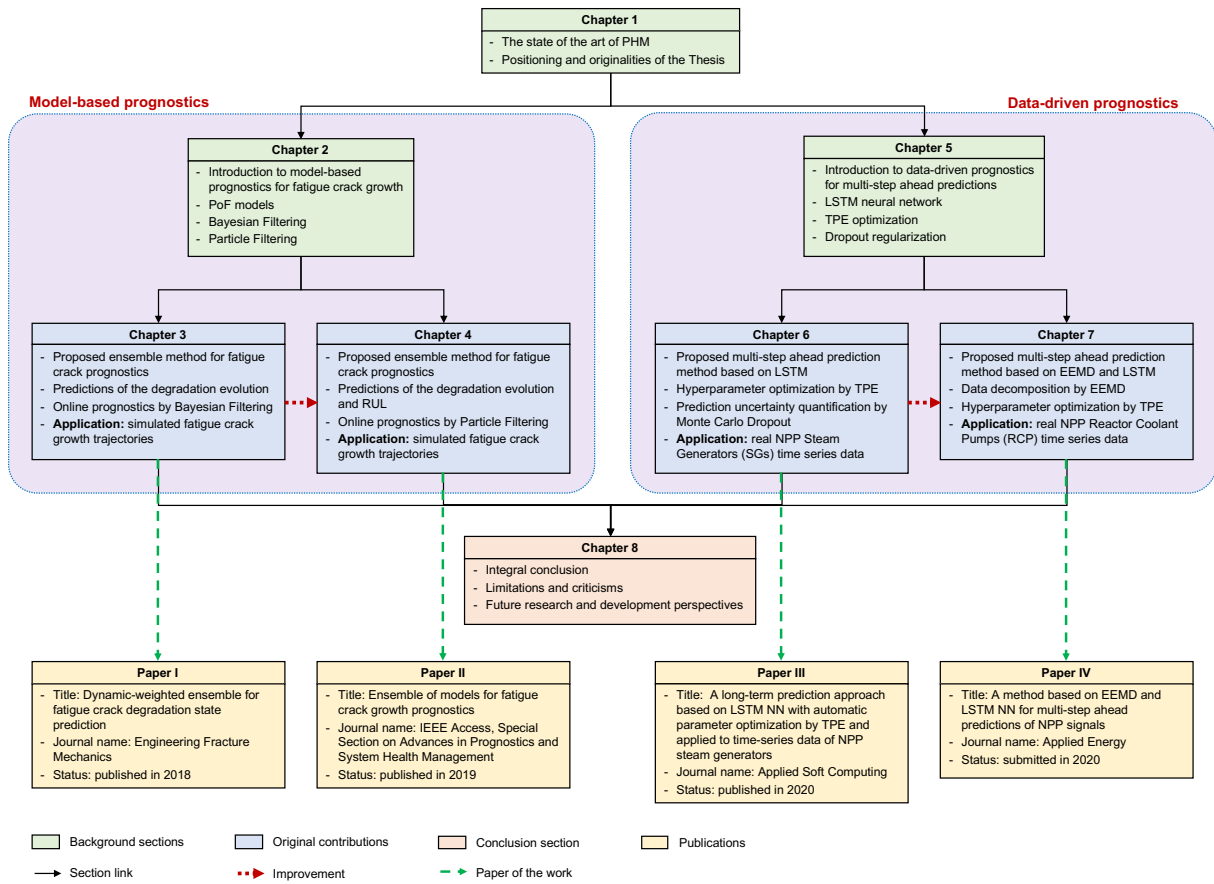 Chapter 1
- The state of the art of PHM
- Positioning and originalities of the Thesis
Model-based prognostics
Data-driven prognostics
Chapter 2
- Introduction to model-based
prognostics for fatigue crack growth
- PoF models
- Bayesian Filtering
- Particle Filtering
Chapter 5
- Introduction to data-driven prognostics
for multi-step ahead predictions
- LSTM neural network
- TPE optimization
- Dropout regularization
Chapter 3
- Proposed ensemble method for fatigue
crack prognostics
- Predictions of the degradation evolution
- Online prognostics by Bayesian Filtering
- Application: simulated fatigue crack
growth trajectories
Chapter 4
- Proposed ensemble method for fatigue
crack prognostics
- Predictions of the degradation evolution
and RUL
- Online prognostics by Particle Filtering
- Application: simulated fatigue crack
growth trajectories
Chapter 6
- Proposed multi-step ahead prediction
method based on LSTM
- Hyperparameter optimization by TPE
- Prediction uncertainty quantification by
Monte Carlo Dropout
- Application: real NPP Steam
Generators (SGs) time series data
Chapter 7
- Proposed multi-step ahead prediction
method based on EEMD and LSTM
- Data decomposition by EEMD
- Hyperparameter optimization by TPE
- Application: real NPP Reactor Coolant
Pumps (RCP) time series data
Chapter 8
- Integral conclusion
- Limitations and criticisms
- Future research and development perspectives
Paper I
- Title: Dynamic-weighted ensemble for
fatigue crack degradation state
prediction
- Journal name: Engineering Fracture
Mechanics
- Status: published in 2018
Paper II
- Title: Ensemble of models for fatigue
crack growth prognostics
- Journal name: IEEE Access, Special
Section on Advances in Prognostics and
System Health Management
- Status: published in 2019
Paper III
- Title: A long-term prediction approach
based on LSTM NN with automatic
parameter optimization by TPE and
applied to time-series data of NPP
steam generators
- Journal name: Applied Soft Computing
- Status: published in 2020
Paper IV
- Title: A method based on EEMD and
LSTM NN for multi-step ahead
predictions of NPP signals
- Journal name: Applied Energy
- Status: submitted in 2020
Background sections
Original contributions
Conclusion section
Publications
Section link
Improvement
Paper of the work